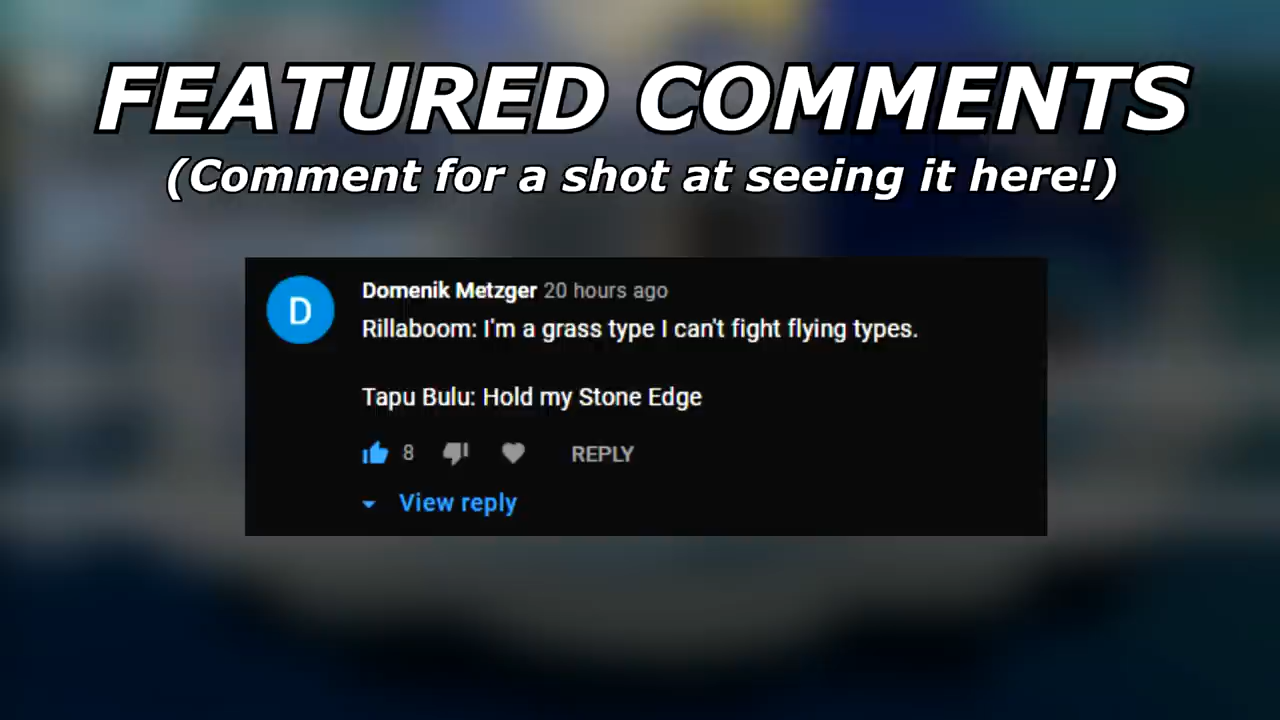 FEATURED COMMENTS
(Comment for a shot at seeing it here!)
D
Domenik Metzger 20 hours ago
Rillaboom: I'm a grass type I can't fight flying types.
Tapu Bulu: Hold my Stone Edge
8 REPLY
View reply